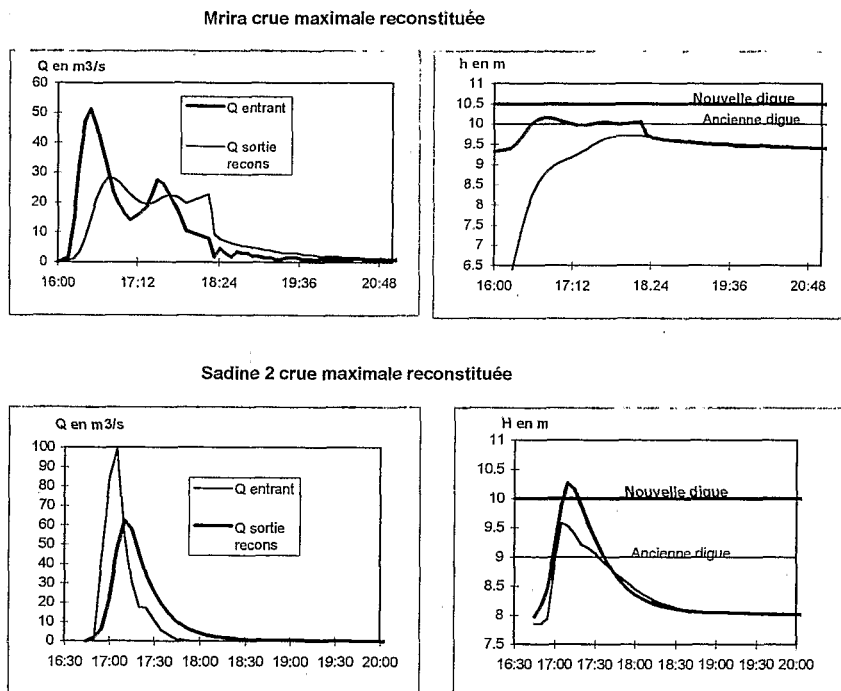 Mrira crue maximale reconstituée
Q en m3/s
60
50
40
30
20
10
0
Q entrant
Q sortie
recons
16:00 17:12 18:24 19:36 20:48
h en m
11
10.5
10
9.5
9
8.5
8
7.5
7
6.5
Nouvelle digue
Ancienne digue
16:00 17:12 18.24 19:36 20:48
Sadine 2 crue maximale reconstituée
Q en m3/s
100
90
80
70
60
50
40
30
20
10
0
Q entrant
Q sortie
recons
16:30 17:00 17:30 18:00 18:30 19:00 19:30 20:00
H en m
11
10.5
10
9.5
9
8.5
8
7.5
Nouvelle digue
Ancienne digue
16:30 17:00 17:30 18:00 18:30 19:00 19:30 20:00